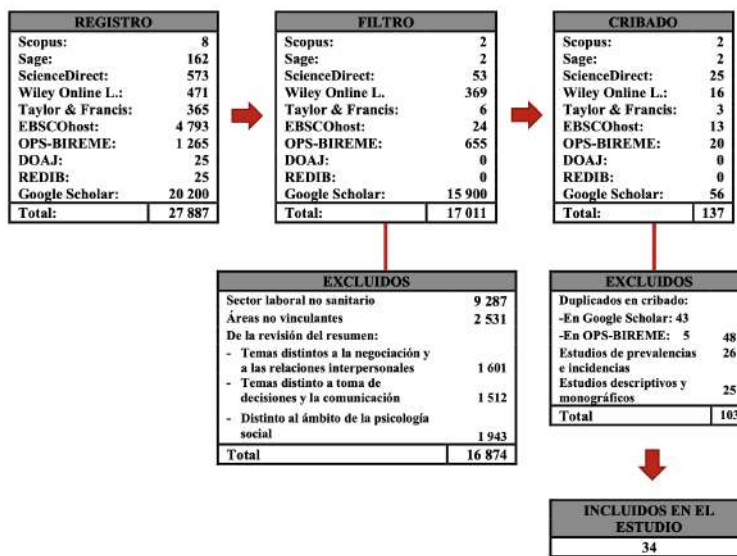 REGISTRO
Scopus: 8
Sage: 162
ScienceDirect: 573
Wiley Online L.: 471
Taylor & Francis: 365
EBSCOhost: 4 793
OPS-BIREME: 1 265
DOAJ: 25
REDIB: 25
Google Scholar: 20 200
Total: 27 887
FILTRO
Scopus: 2
Sage: 2
ScienceDirect: 53
Wiley Online L. 369
Taylor & Francis: 6
EBSCOhost: 24
OPS-BIREME: 655
DOAJ: 0
REDIB: 0
Google Scholar: 15 900
Total: 17 011
CRIBADO
Scopus: 2
Sage: 2
ScienceDirect: 25
Wiley Online L.: 16
Taylor & Francis: 3
EBSCOhost: 13
OPS-BIREME: 20
DOAJ: 0
REDIB: 0
Google Scholar: 56
Total: 137
EXCLUIDOS
Sector laboral no sanitario 9 287
Áreas no vinculantes 2 531
De la revisión del resumen:
- Temas distintos a la negociación y
a las relaciones interpersonales 1 601
- Temas distinto a toma de
decisiones y la comunicación 1 512
- Distinto al ámbito de la psicología
social 1 943
Total 16 874
EXCLUIDOS
Duplicados en cribado:
-En Google Scholar: 43
-En OPS-BIREME: 5 48
Estudios de prevalencias 26
e incidencias
Estudios descriptivos y
monográficos 25
Total 103
INCLUIDOS EN EL
ESTUDIO
34